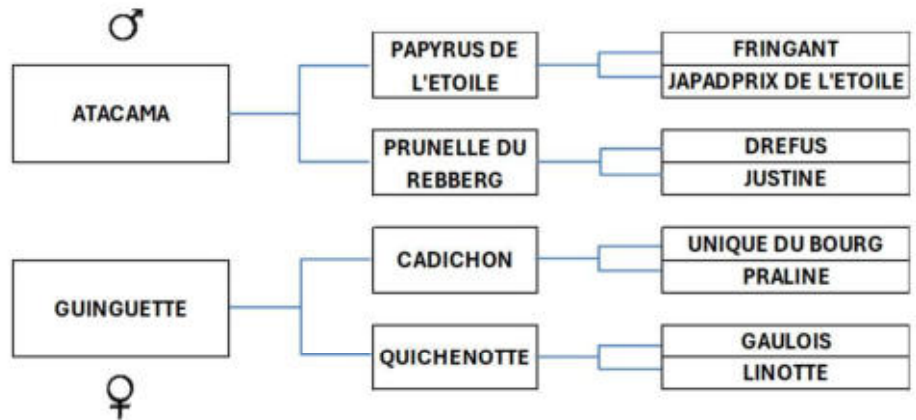 ♂
ATACAMA
PAPYRUS DE
L'ETOILE
FRINGANT
JAPADPRIX DE L'ETOILE
PRUNELLE DU
REBBERG
DREFUS
JUSTINE
GUINGUETTE
CADICHON
UNIQUE DU BOURG
PRALINE
QUICHENOTTE
GAULOIS
LINOTTE
♀